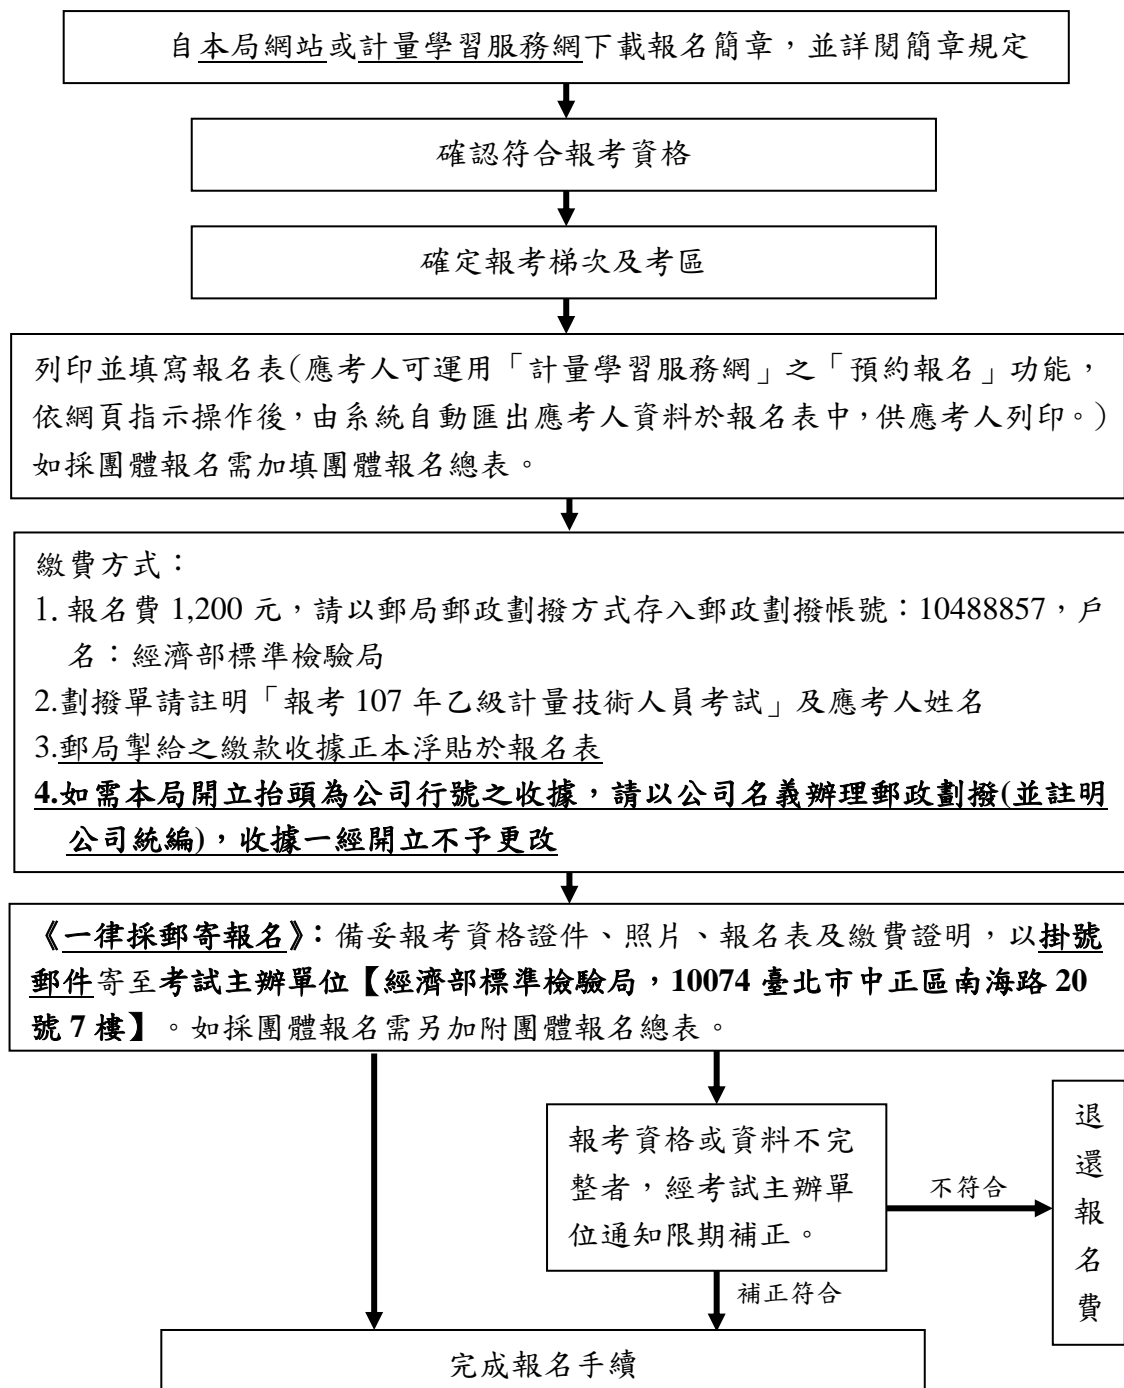 自本局網站或計量學習服務網下載報名簡章，並詳閱簡章規定
確認符合報考資格
確定報考梯次及考區
列印並填寫報名表(應考人可運用「計量學習服務網」之「預約報名」功能，
依網頁指示操作後，由系統自動匯出應考人資料於報名表中，供應考人列印。)
如採團體報名需加填團體報名總表。
繳費方式：
1. 報名費 1,200 元，請以郵局郵政劃撥方式存入郵政劃撥帳號：10488857，戶
名：經濟部標準檢驗局
2.劃撥單請註明「報考 107 年乙級計量技術人員考試」及應考人姓名
3.郵局掣給之繳款收據正本浮貼於報名表
4.如需本局開立抬頭為公司行號之收據，請以公司名義辦理郵政劃撥(並註明
公司統編)，收據一經開立不予更改
《一律採郵寄報名》：備妥報考資格證件、照片、報名表及繳費證明，以掛號
郵件寄至考試主辦單位【經濟部標準檢驗局，10074 臺北市中正區南海路 20
號 7 樓】。如採團體報名需另加附團體報名總表。
報考資格或資料不完
整者，經考試主辦單
位通知限期補正。
不符合
退
還
報
名
費
補正符合
完成報名手續